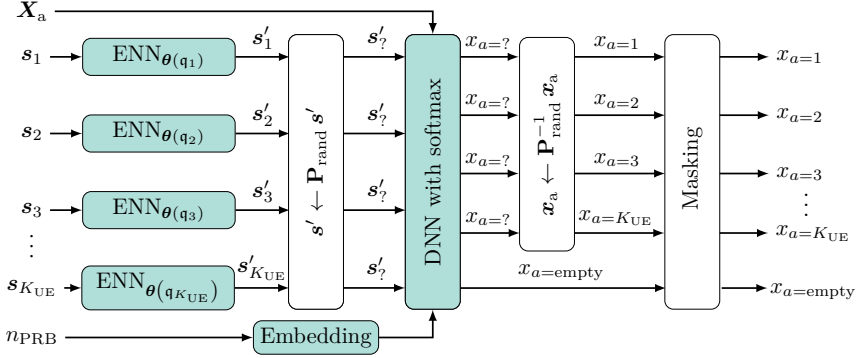 X_a
s_1 ENN_θ(q_1) s′_1 s′_? x_{a=?} x_{a=1} x_{a=1}
s_2 ENN_θ(q_2) s′_2 s′_? x_{a=?} x_{a=2} x_{a=2}
s_3 ENN_θ(q_3) s′_3 s′_? x_{a=?} x_{a=3} x_{a=3}
⋮ ⋮
x_{a=?} x_{a=K_UE} x_{a=K_UE}
s_{K_UE} ENN_θ(q_{K_UE}) s′_{K_UE} s′_? x_{a=empty} x_{a=empty}
n_PRB Embedding
s′ ← P_rand s′
DNN with softmax
x_a ← P_rand^{-1} x_a
Masking